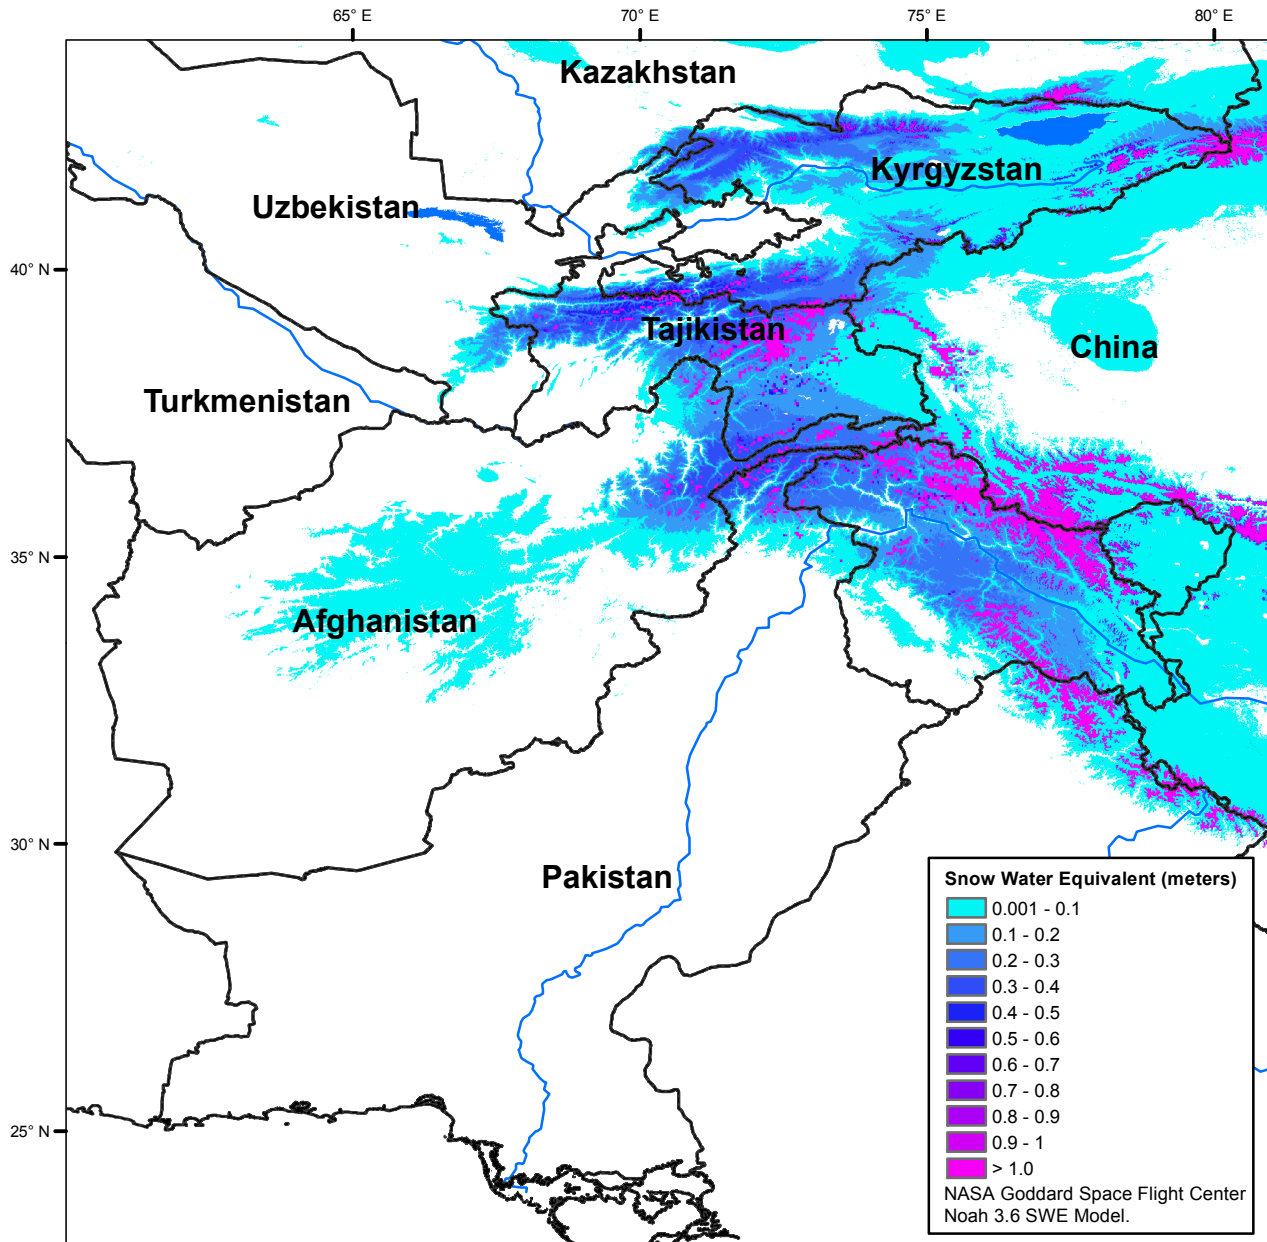 65° E
70° E
75° E
80° E
Kazakhstan
Kyrgyzstan
Uzbekistan
40° N
Tajikistan
China
Turkmenistan
35° N
Afghanistan
30° N
Pakistan
25° N
Snow Water Equivalent (meters)
0.001 - 0.1
0.1 - 0.2
0.2 - 0.3
0.3 - 0.4
0.4 - 0.5
0.5 - 0.6
0.6 - 0.7
0.7 - 0.8
0.8 - 0.9
0.9 - 1
> 1.0
NASA Goddard Space Flight Center
Noah 3.6 SWE Model.